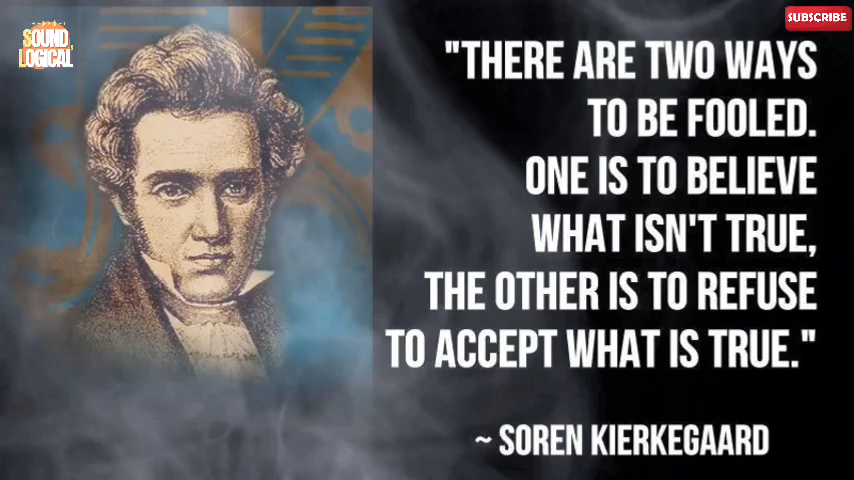 SOUND
LOGICAL
SUBSCRIBE
"THERE ARE TWO WAYS
TO BE FOOLED.
ONE IS TO BELIEVE
WHAT ISN'T TRUE,
THE OTHER IS TO REFUSE
TO ACCEPT WHAT IS TRUE."
~ SOREN KIERKEGAARD